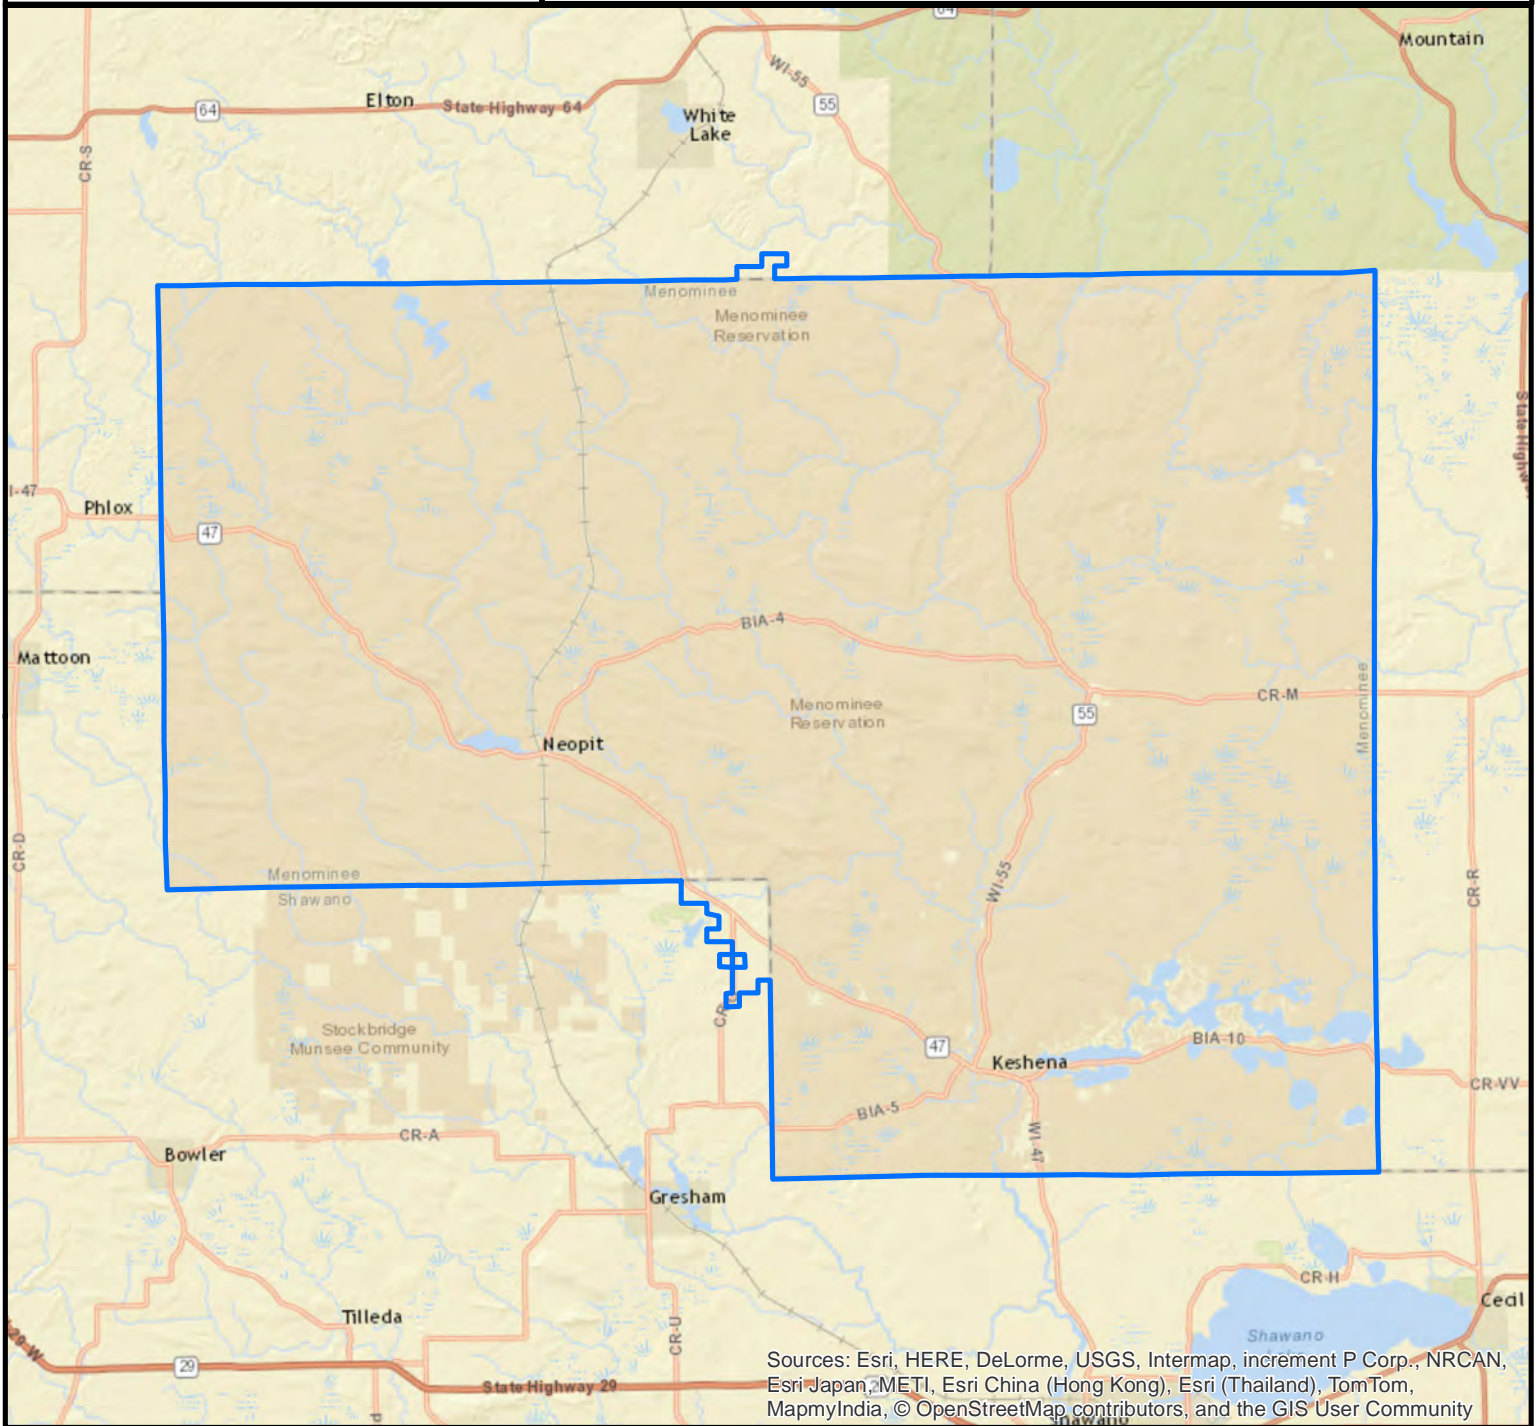 64
Mountain
WI-55
Elton
State Highway 64
64
55
White
Lake
CR-S
Menominee
Menominee
Reservation
I-47
Phlox
47
BIA-4
Mattoon
Menominee
CR-M
Menominee
Reservation
55
Neopit
CR-D
Menominee
Shawano
WI-55
CR-R
Stockbridge
Munsee Community
CR
47
Keshena
BIA-10
CR-VV
BIA-5
CR-A
WI-47
Bowler
Gresham
CR-H
Cecil
Tilleda
CR-U
Shawano
29 W
29
State Highway 29
Sources: Esri, HERE, DeLorme, USGS, Intermap, increment P Corp., NRCAN,
Esri Japan, METI, Esri China (Hong Kong), Esri (Thailand), TomTom,
MapmyIndia, © OpenStreetMap contributors, and the GIS User Community
Shawano